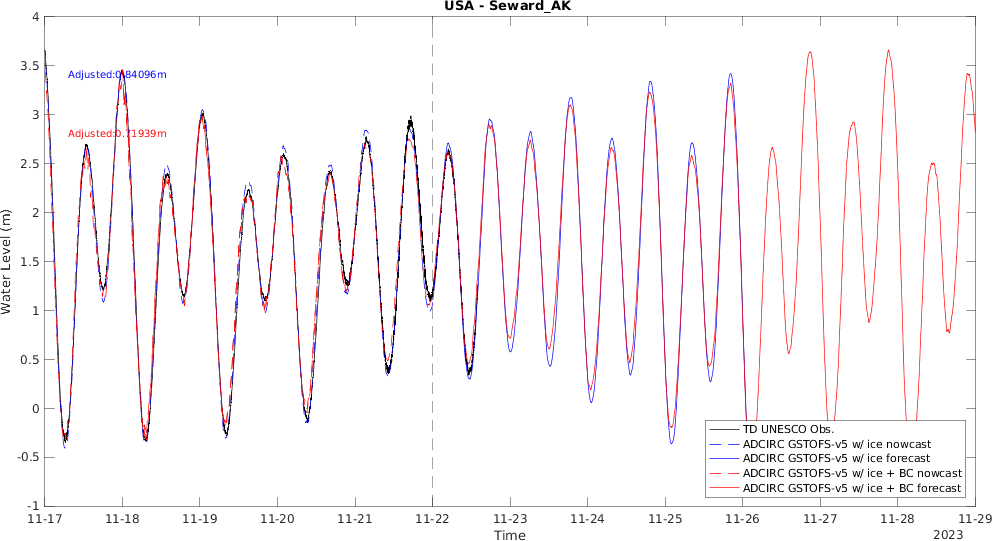 USA - Seward_AK
4
3.5
3
2.5
2
1.5
1
0.5
0
-0.5
-1
Water Level (m)
Adjusted:0.84096m
Adjusted:0.71939m
TD UNESCO Obs.
ADCIRC GSTOFS-v5 w/ ice nowcast
ADCIRC GSTOFS-v5 w/ ice forecast
ADCIRC GSTOFS-v5 w/ ice + BC nowcast
ADCIRC GSTOFS-v5 w/ ice + BC forecast
11-17 11-18 11-19 11-20 11-21 11-22 11-23 11-24 11-25 11-26 11-27 11-28 11-29
Time
2023